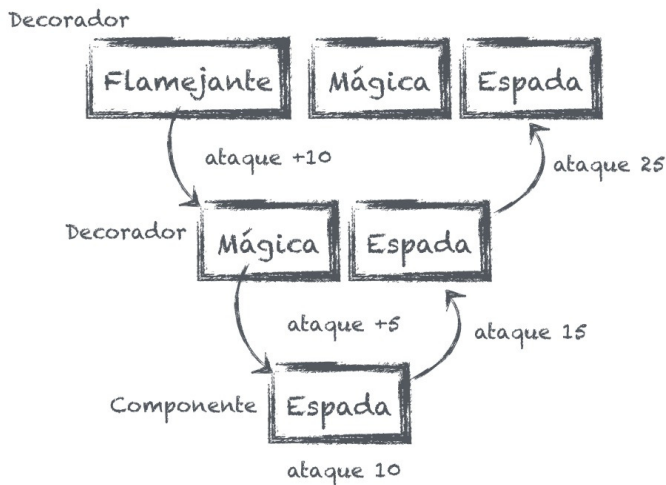 Decorador
Flamejante Mágica Espada
ataque +10
ataque 25
Decorador Mágica Espada
ataque +5
ataque 15
Componente Espada
ataque 10